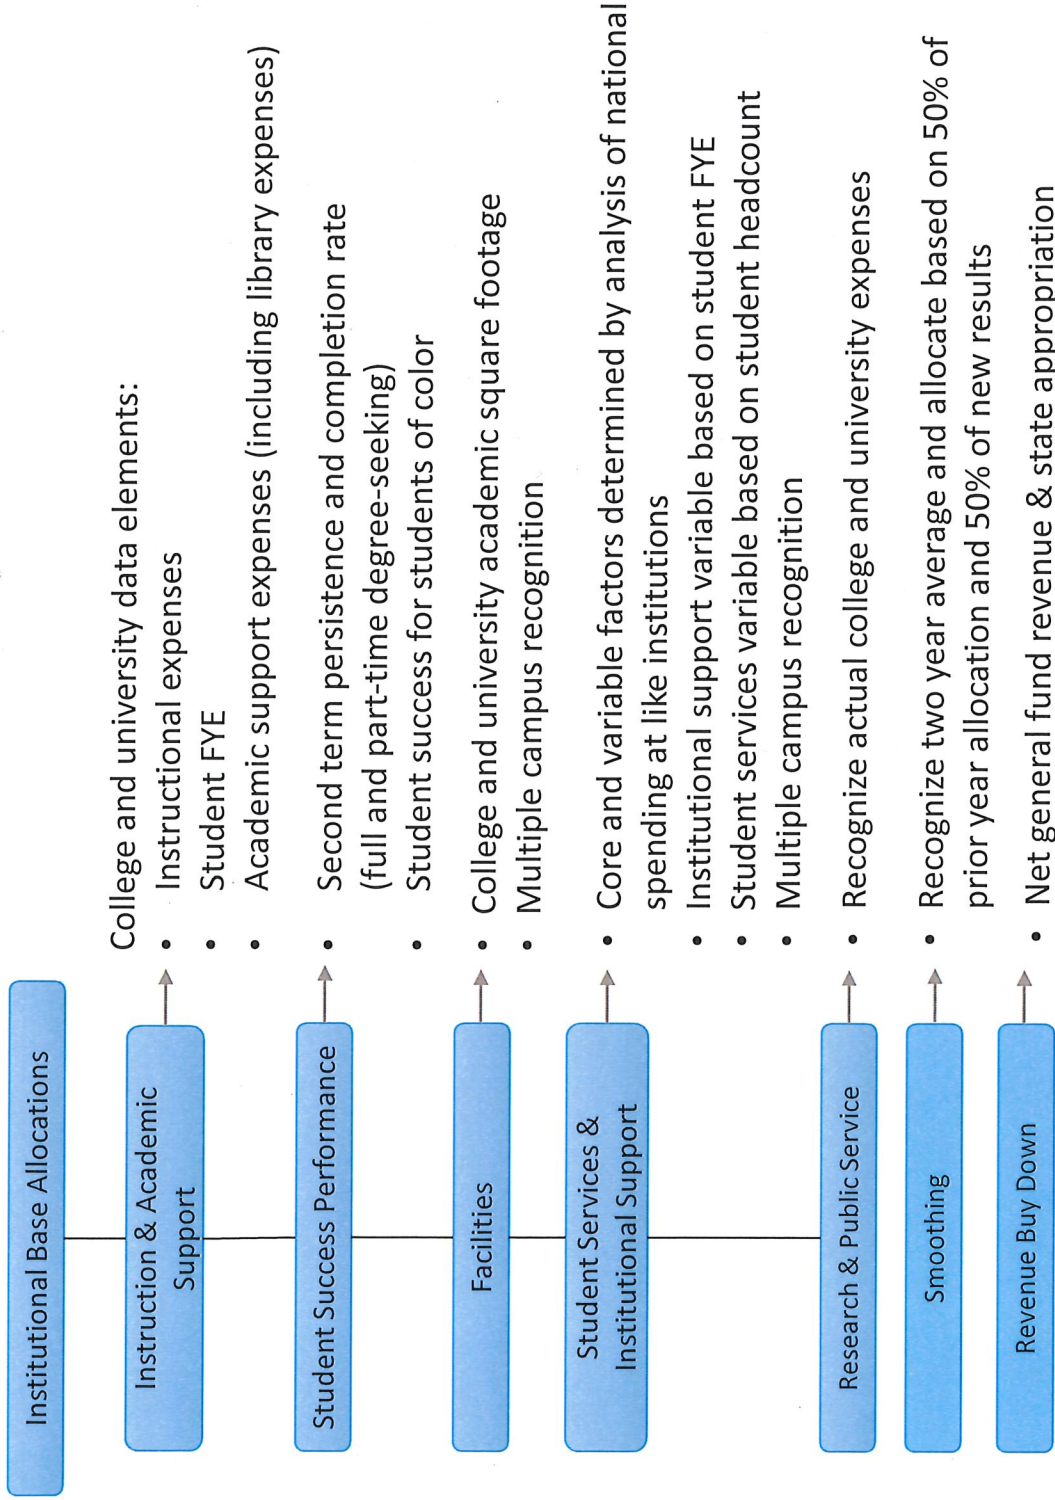 Institutional Base Allocations
Instruction & Academic
Support
College and university data elements:
• Instructional expenses
• Student FYE
• Academic support expenses (including library expenses)
Student Success Performance
• Second term persistence and completion rate
(full and part-time degree-seeking)
• Student success for students of color
Facilities
• College and university academic square footage
• Multiple campus recognition
Student Services &
Institutional Support
• Core and variable factors determined by analysis of national
spending at like institutions
• Institutional support variable based on student FYE
• Student services variable based on student headcount
• Multiple campus recognition
Research & Public Service
• Recognize actual college and university expenses
Smoothing
• Recognize two year average and allocate based on 50% of
prior year allocation and 50% of new results
Revenue Buy Down
• Net general fund revenue & state appropriation